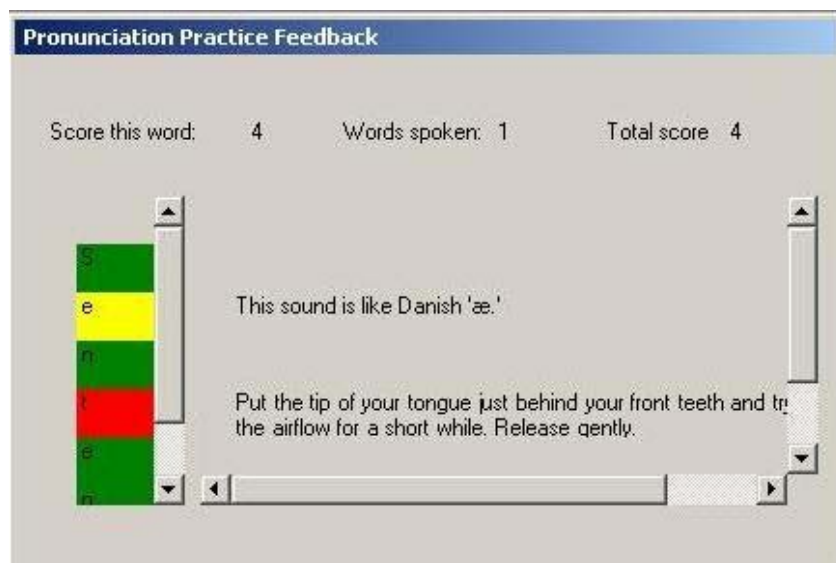 Pronunciation Practice Feedback
Score this word: 4 Words spoken: 1 Total score 4
S
e This sound is like Danish 'æ.'
n
t Put the tip of your tongue just behind your front teeth and
the airflow for a short while. Release gently.
e
n